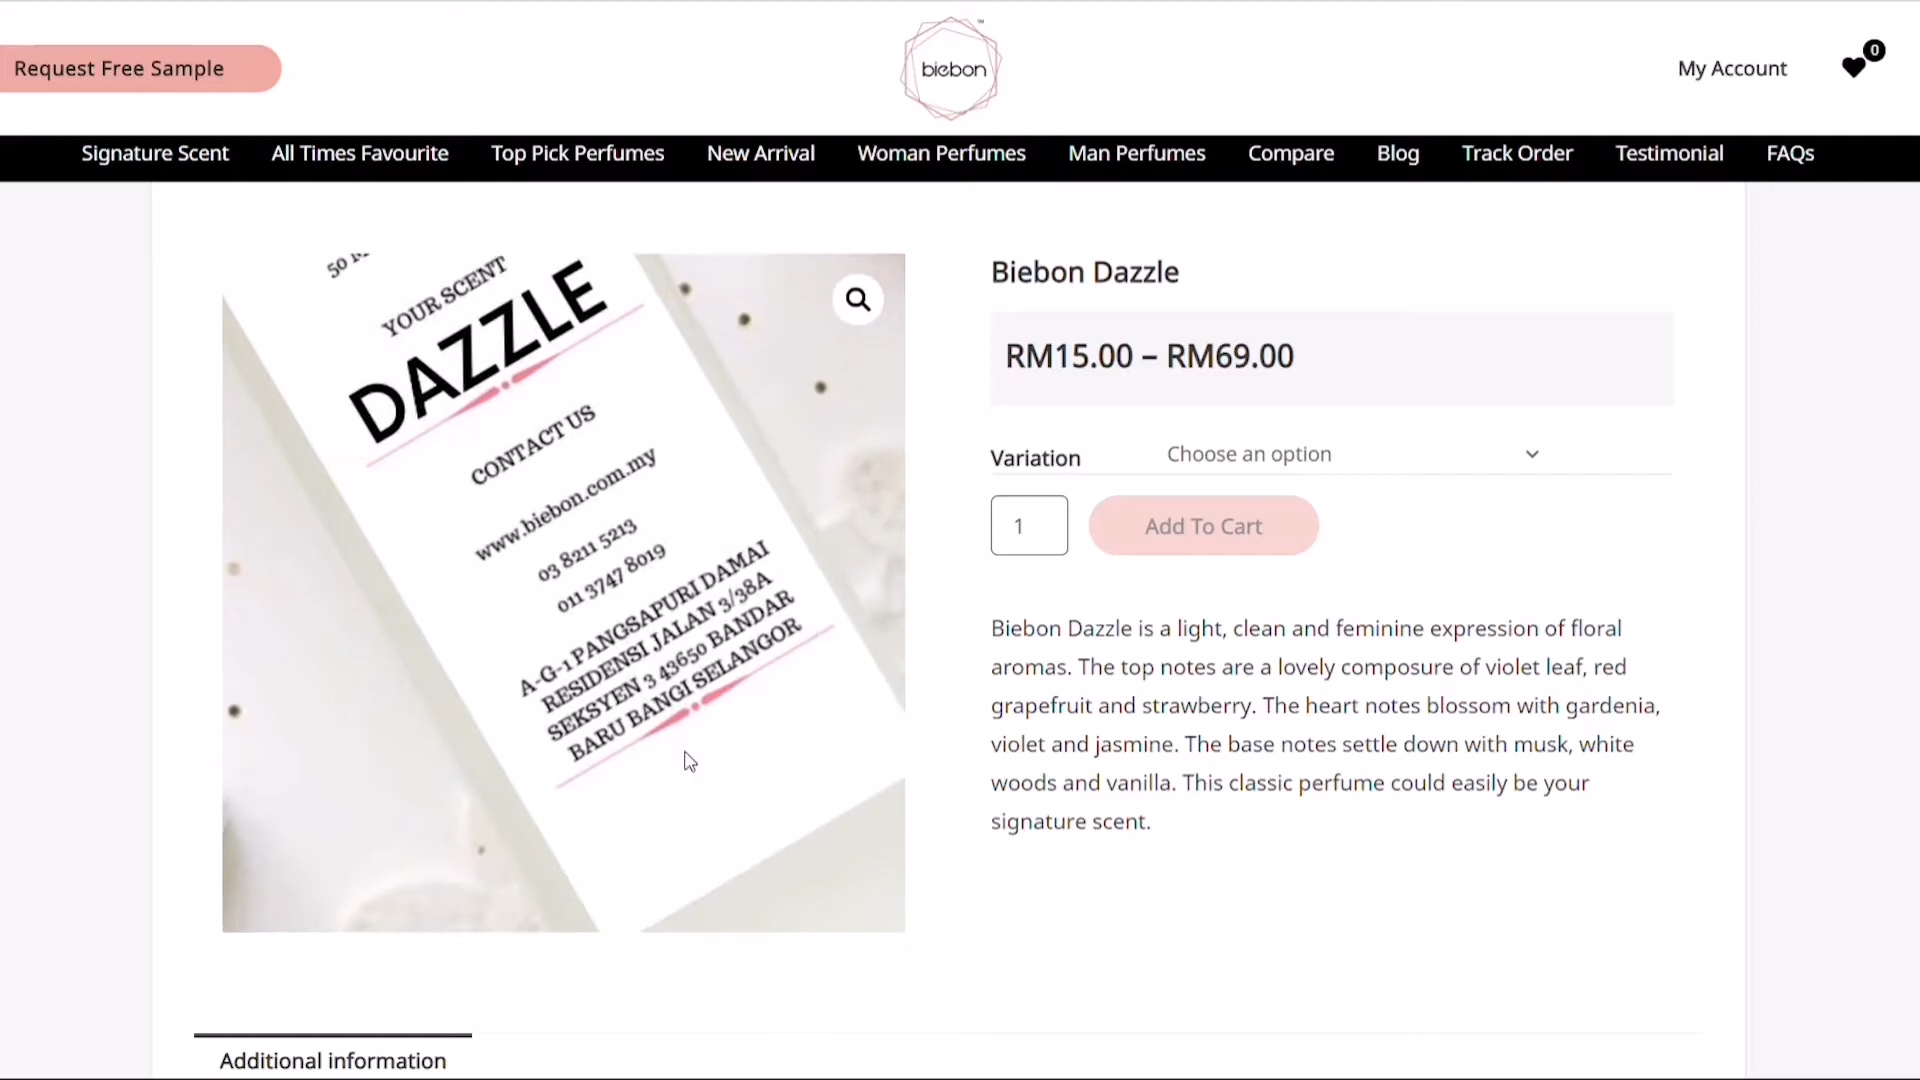 Request Free Sample
biebon
™
My Account
0
Signature Scent
All Times Favourite
Top Pick Perfumes
New Arrival
Woman Perfumes
Man Perfumes
Compare
Blog
Track Order
Testimonial
FAQs
YOUR SCENT
DAZZLE
CONTACT US
www.biebon.com.my
03 8211 5213
011 3747 8019
A-G-1 PANGSAPURI DAMAI
RESIDENSI JALAN 3/38A
SEKSYEN 3 43650 BANDAR
BARU BANGI SELANGOR
Biebon Dazzle
RM15.00 – RM69.00
Variation
Choose an option
1
Add To Cart
Biebon Dazzle is a light, clean and feminine expression of floral
aromas. The top notes are a lovely composure of violet leaf, red
grapefruit and strawberry. The heart notes blossom with gardenia,
violet and jasmine. The base notes settle down with musk, white
woods and vanilla. This classic perfume could easily be your
signature scent.
Additional information